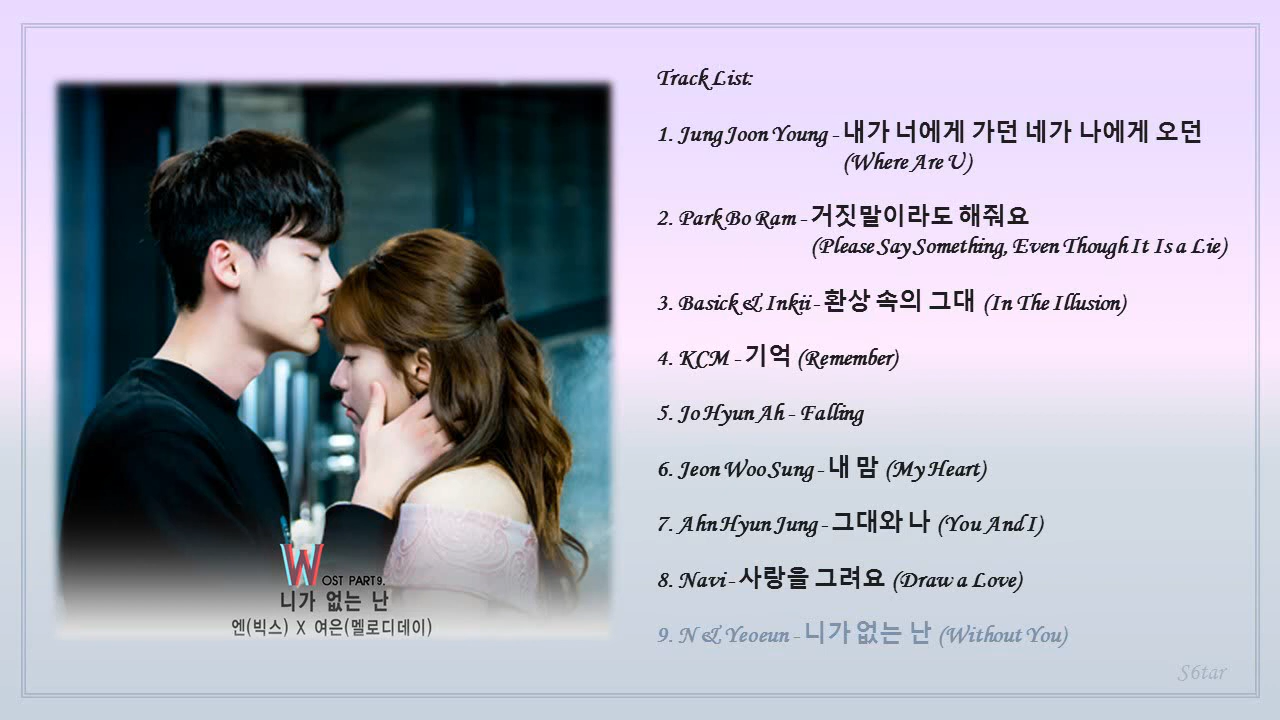 Track List:
1. Jung Joon Young - 내가 너에게 가던 네가 나에게 오던
(Where Are U)
2. Park Bo Ram - 거짓말이라도 해줘요
(Please Say Something, Even Though It Is a Lie)
3. Basick & Inkii - 환상 속의 그대 (In The Illusion)
4. KCM - 기억 (Remember)
5. Jo Hyun Ah - Falling
6. Jeon Woo Sung - 내 맘 (My Heart)
7. Ahn Hyun Jung - 그대와 나 (You And I)
8. Navi - 사랑을 그려요 (Draw a Love)
9. N & Yeoeun - 니가 없는 난 (Without You)
W OST PART 9.
니가 없는 난
엔(빅스) X 여은(멜로디데이)
S6tar